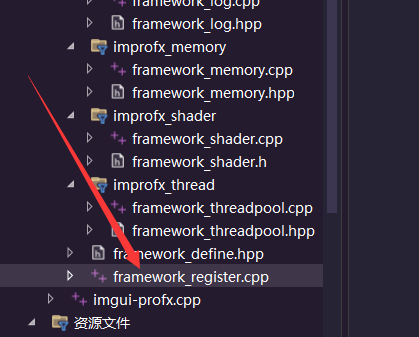 framework_log.cpp
framework_log.hpp
improfx_memory
framework_memory.cpp
framework_memory.hpp
improfx_shader
framework_shader.cpp
framework_shader.h
improfx_thread
framework_threadpool.cpp
framework_threadpool.hpp
framework_define.hpp
framework_register.cpp
imgui-profx.cpp
资源文件